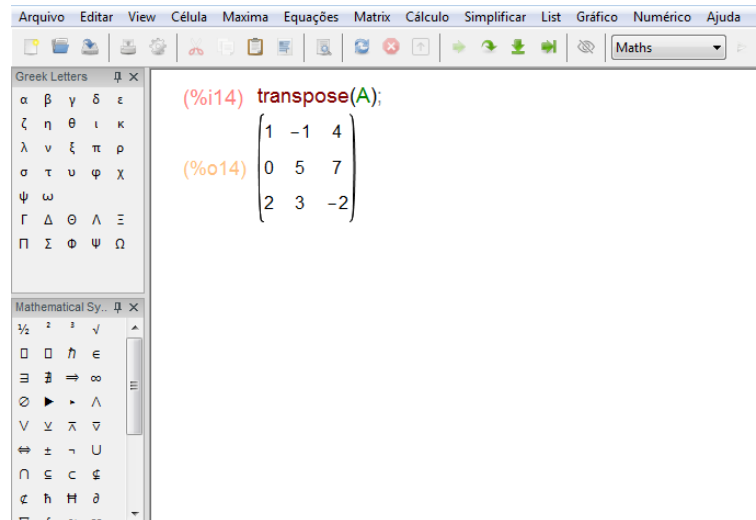 Arquivo Editar View Célula Maxima Equações Matrix Cálculo Simplificar List Gráfico Numérico Ajuda
Maths
Greek Letters
α β γ δ ε
ζ η θ ι κ
λ ν ξ π ρ
σ τ υ φ χ
ψ ω
Γ Δ Θ Λ Ξ
Π Σ Φ Ψ Ω
Mathematical Sy..
½ ² ³ √
ℏ ∈
∃ ∄ ⇒ ∞
∅ ▶ ▸ ⋀
⋁ ⊻ ⊼ ⊽
⇔ ± ¬ ⋃
⋂ ⊆ ⊂ ⊈
⊄ ħ Ħ ∂
(%i14) transpose(A);
(%o14)
1 −1 4
0 5 7
2 3 −2